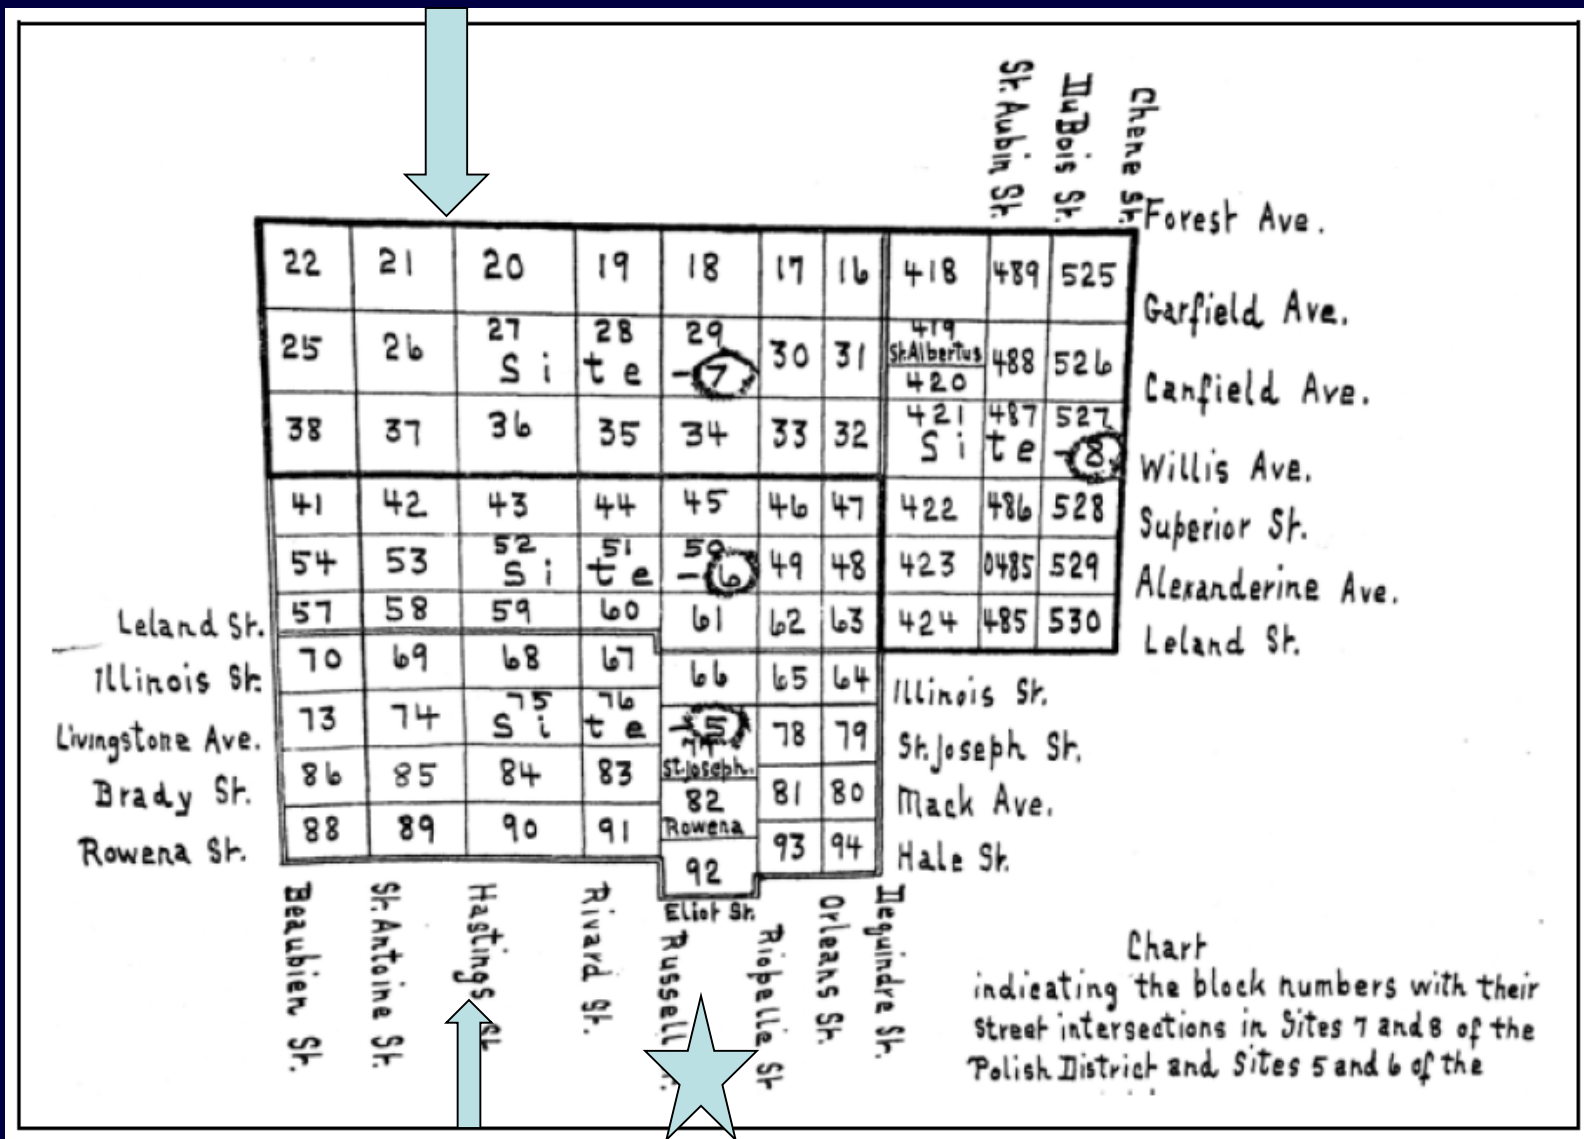 St. Aubin St.
DuBois St.
Chene St.
Forest Ave.
22 21 20 19 18 17 16 418 489 525
Garfield Ave.
25 26 27 28 29 30 31 419 488 526
Site -7
St. Albertus
420
Canfield Ave.
38 37 36 35 34 33 32 421 487 527
Site -8
Willis Ave.
41 42 43 44 45 46 47 422 486 528
Superior St.
54 53 52 51 50 49 48 423 0485 529
Site -6
Alexanderine Ave.
Leland St. 57 58 59 60 61 62 63 424 485 530 Leland St.
Illinois St. 70 69 68 67 66 65 64 Illinois St.
Livingstone Ave. 73 74 75 76 77 78 79 St. Joseph St.
Site -5
St. Joseph.
Brady St. 86 85 84 83 82 81 80 Mack Ave.
Rowena
Rowena St. 88 89 90 91 92 93 94 Hale St.
Eliot St.
Beaubien St.
St. Antoine St.
Hastings St
Rivard St.
Russell
Riopelle St
Orleans St.
Dequindre St.
Chart
indicating the block numbers with their
street intersections in Sites 7 and 8 of the
Polish District and Sites 5 and 6 of the